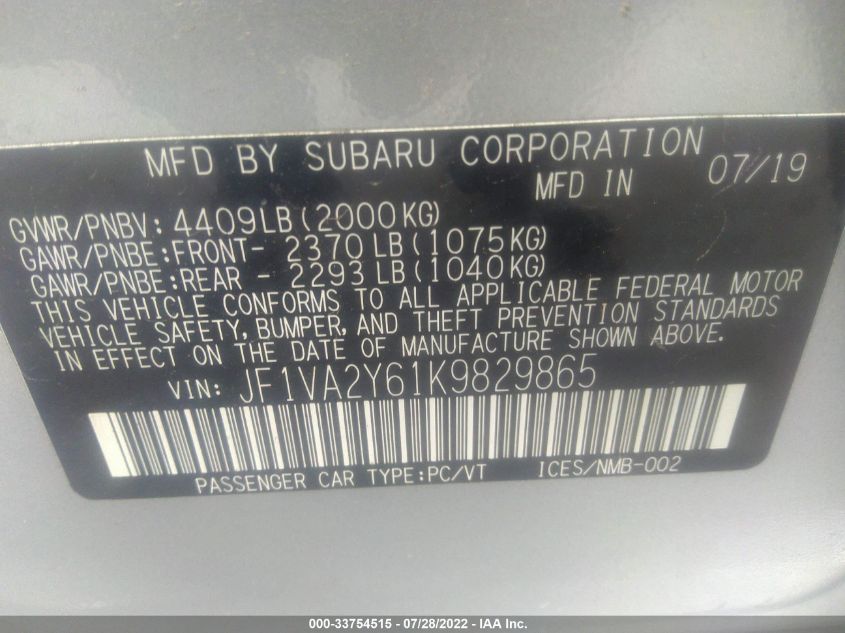 MFD BY SUBARU CORPORATION
MFD IN 07/19
GVWR/PNBV: 4409LB(2000KG)
GAWR/PNBE:FRONT- 2370 LB(1075KG)
GAWR/PNBE:REAR - 2293 LB(1040KG)
THIS VEHICLE CONFORMS TO ALL APPLICABLE FEDERAL MOTOR
VEHICLE SAFETY, BUMPER, AND THEFT PREVENTION STANDARDS
IN EFFECT ON THE DATE OF MANUFACTURE SHOWN ABOVE.
VIN: JF1VA2Y61K9829865
PASSENGER CAR TYPE:PC/VT ICES/NMB-002
000-33754515 - 07/28/2022 - IAA Inc.